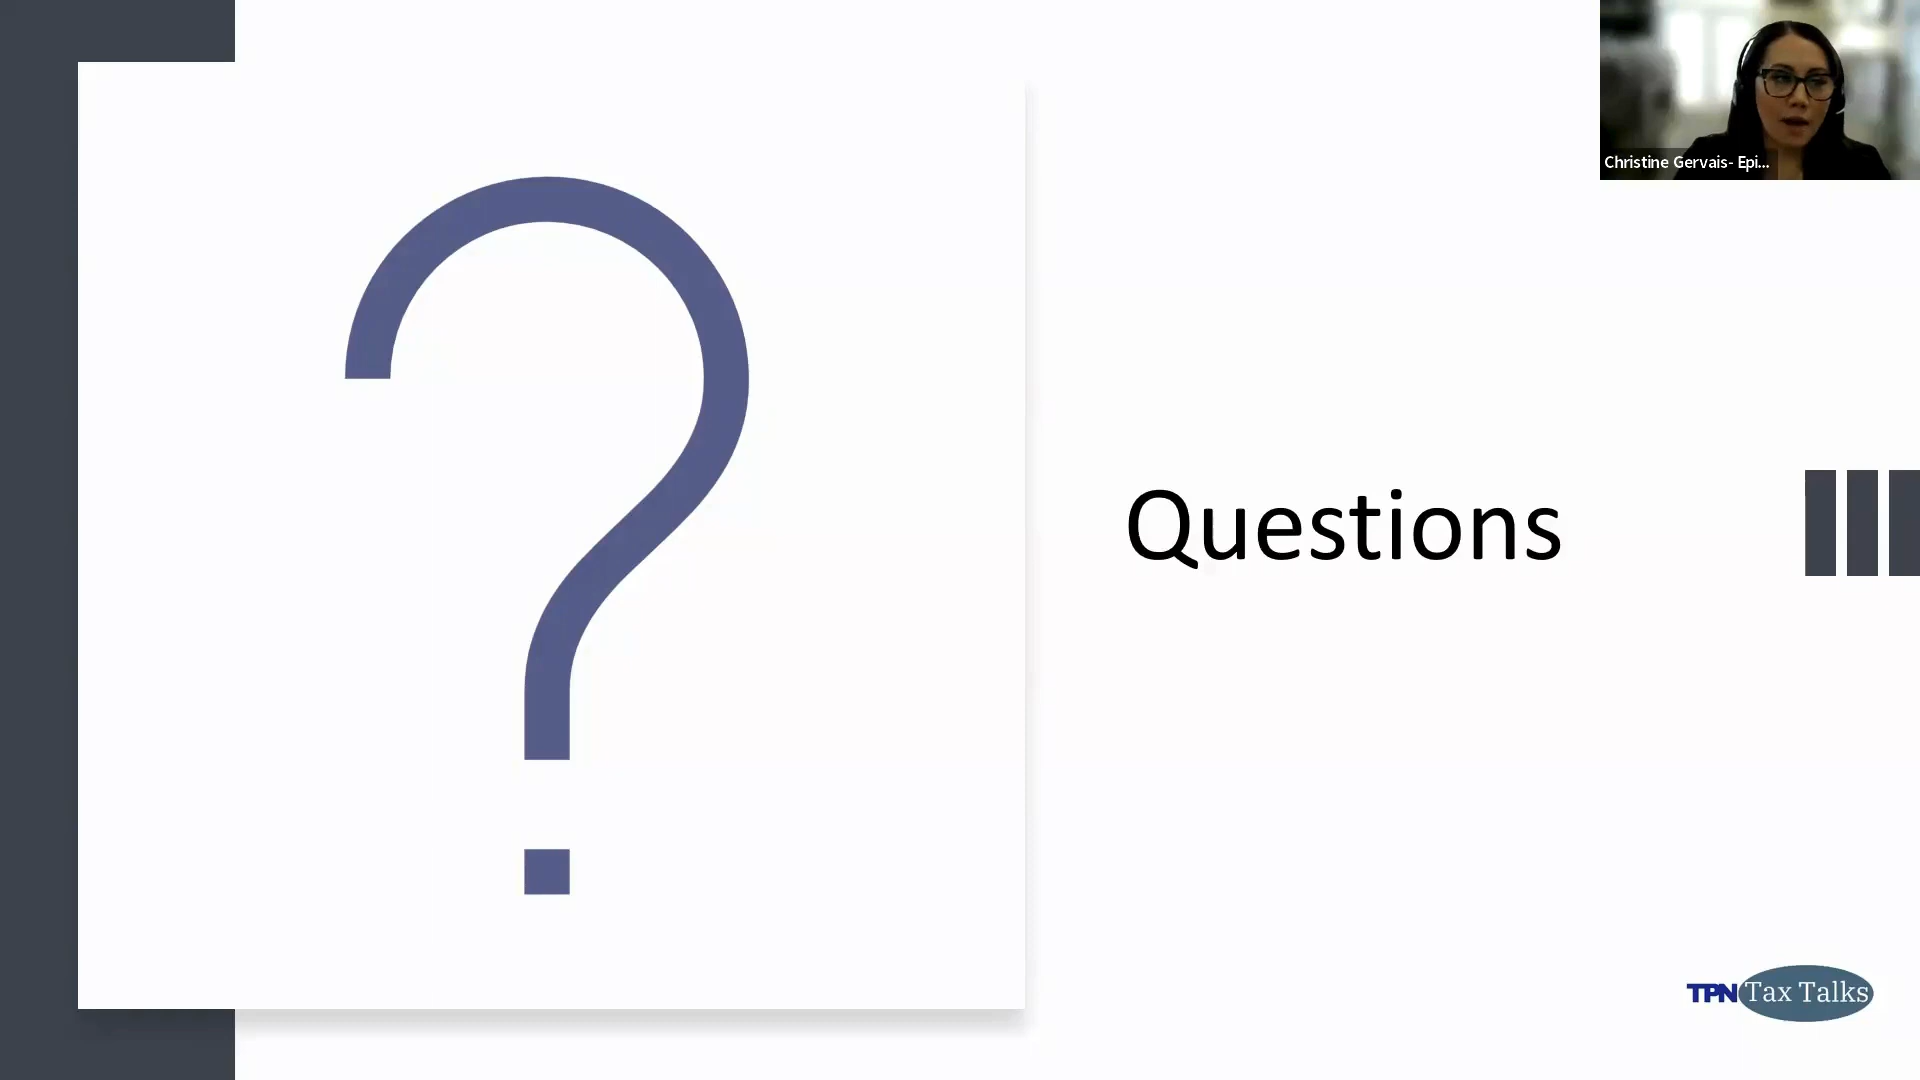 Christine Gervais- Epi...
?
Questions
TPN Tax Talks